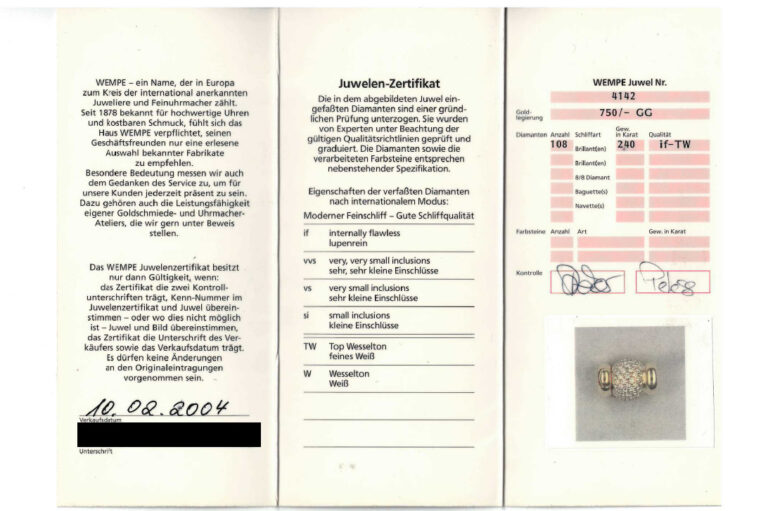 WEMPE – ein Name, der in Europa
zum Kreis der international anerkannten
Juweliere und Feinuhrmacher zählt.
Seit 1878 bekannt für hochwertige Uhren
und kostbaren Schmuck, fühlt sich das
Haus WEMPE verpflichtet, seinen
Geschäftsfreunden nur eine erlesene
Auswahl bekannter Fabrikate
zu empfehlen.
Besondere Bedeutung messen wir auch
dem Gedanken des Service zu, um für
unsere Kunden jederzeit präsent zu sein.
Dazu gehören auch die Leistungsfähigkeit
eigener Goldschmiede- und Uhrmacher-
Ateliers, die wir gern unter Beweis
stellen.
Das WEMPE Juwelenzertifikat besitzt
nur dann Gültigkeit, wenn:
das Zertifikat die zwei Kontroll-
unterschriften trägt, Kenn-Nummer im
Juwelenzertifikat und Juwel überein-
stimmen – oder wo dies nicht möglich
ist – Juwel und Bild übereinstimmen,
das Zertifikat die Unterschrift des Ver-
käufers sowie das Verkaufsdatum trägt.
Es dürfen keine Änderungen
an den Originaleintragungen
vorgenommen sein.
10.02.2004
Verkaufsdatum
Unterschrift
Juwelen-Zertifikat
Die in dem abgebildeten Juwel ein-
gefaßten Diamanten sind einer gründ-
lichen Prüfung unterzogen. Sie wurden
von Experten unter Beachtung der
gültigen Qualitätsrichtlinien geprüft und
graduiert. Die Diamanten sowie die
verarbeiteten Farbsteine entsprechen
nebenstehender Spezifikation.
Eigenschaften der verfaßten Diamanten
nach internationalem Modus:
Moderner Feinschliff – Gute Schliffqualität
if internally flawless
lupenrein
vvs very, very small inclusions
sehr, sehr kleine Einschlüsse
vs very small inclusions
sehr kleine Einschlüsse
si small inclusions
kleine Einschlüsse
TW Top Wesselton
feines Weiß
W Wesselton
Weiß
WEMPE Juwel Nr.
4142
Gold-
legierung 750/- GG
Diamanten Anzahl Schliffart Gew. in Karat Qualität
108 Brillant(en) 2,40 if-TW
Brillant(en)
8/8 Diamant
Baguette(s)
Navette(s)
Farbsteine Anzahl Art Gew. in Karat
Kontrolle